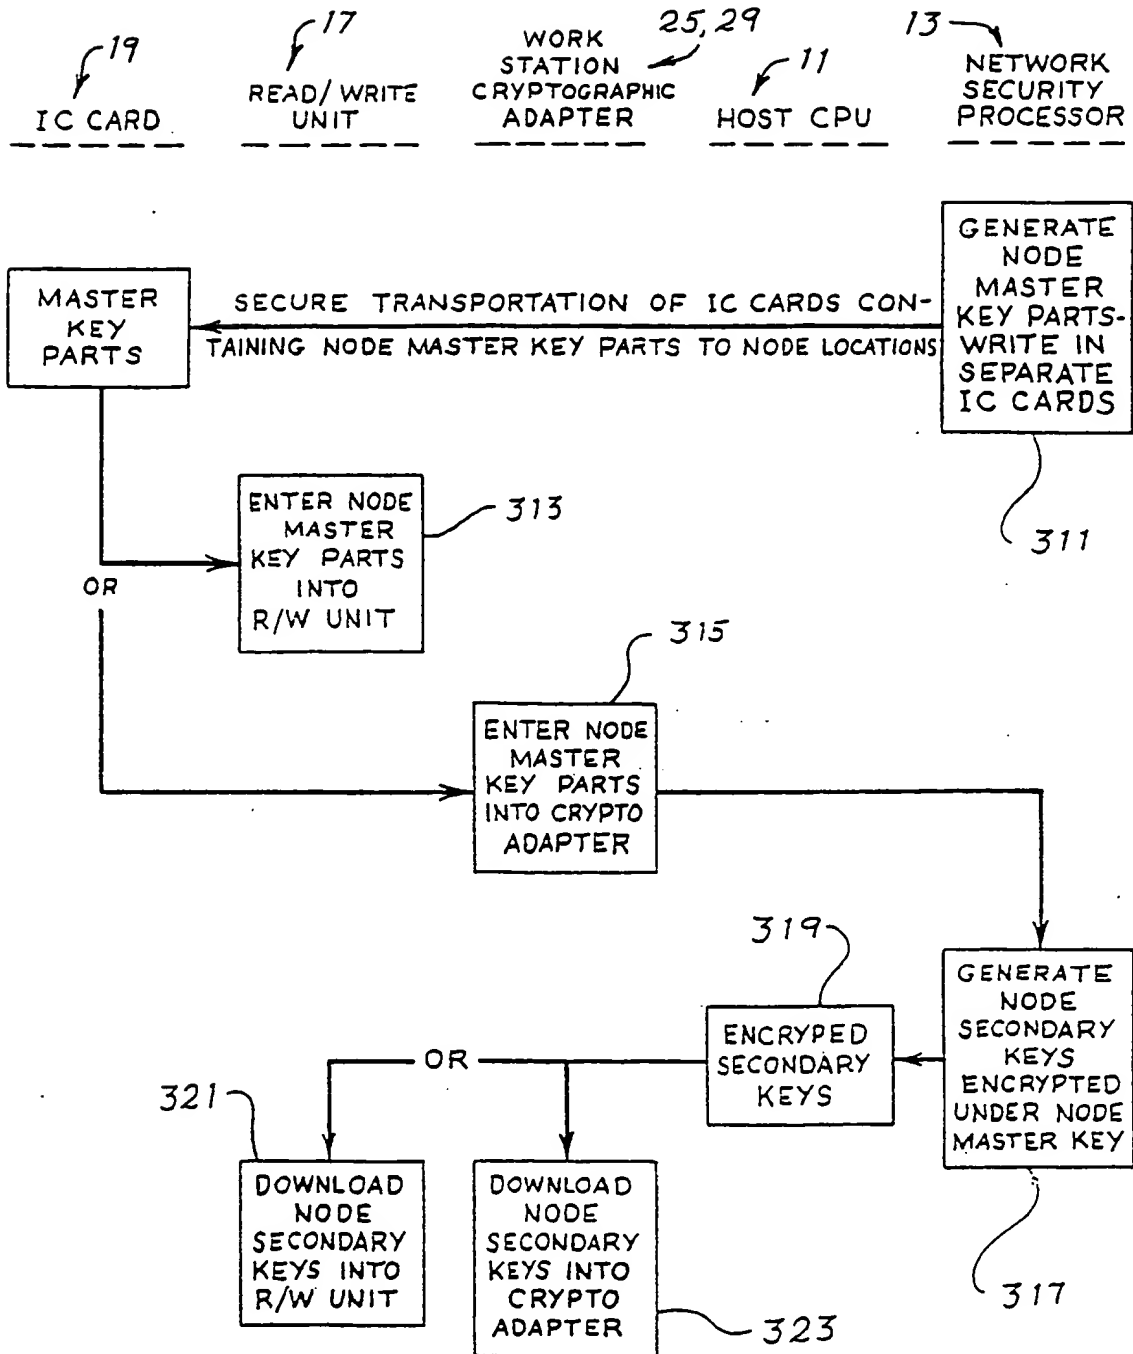 19
IC CARD
17
READ/WRITE
UNIT
25,29
WORK
STATION
CRYPTOGRAPHIC
ADAPTER
11
HOST CPU
13
NETWORK
SECURITY
PROCESSOR
GENERATE
NODE
MASTER
KEY PARTS-
WRITE IN
SEPARATE
IC CARDS
311
SECURE TRANSPORTATION OF IC CARDS CON-
TAINING NODE MASTER KEY PARTS TO NODE LOCATIONS
MASTER
KEY
PARTS
OR
ENTER NODE
MASTER
KEY PARTS
INTO
R/W UNIT
313
ENTER NODE
MASTER
KEY PARTS
INTO CRYPTO
ADAPTER
315
GENERATE
NODE
SECONDARY
KEYS
ENCRYPTED
UNDER NODE
MASTER KEY
317
319
ENCRYPED
SECONDARY
KEYS
OR
321
DOWNLOAD
NODE
SECONDARY
KEYS INTO
R/W UNIT
DOWNLOAD
NODE
SECONDARY
KEYS INTO
CRYPTO
ADAPTER
323